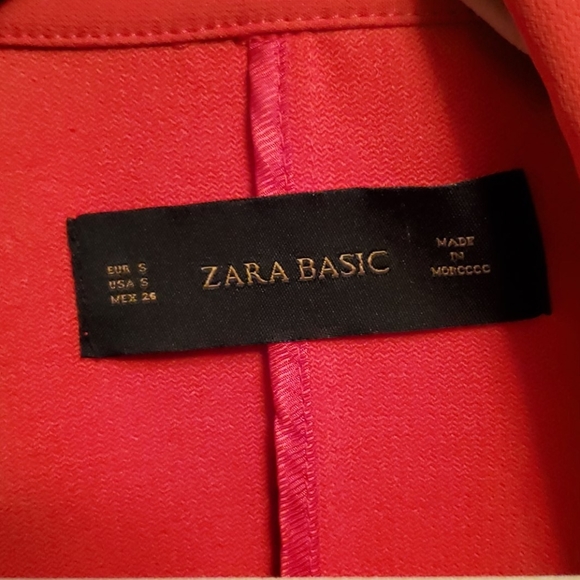 EUR S
USA S
MEX 26
ZARA BASIC
MADE
IN
MOROCCO